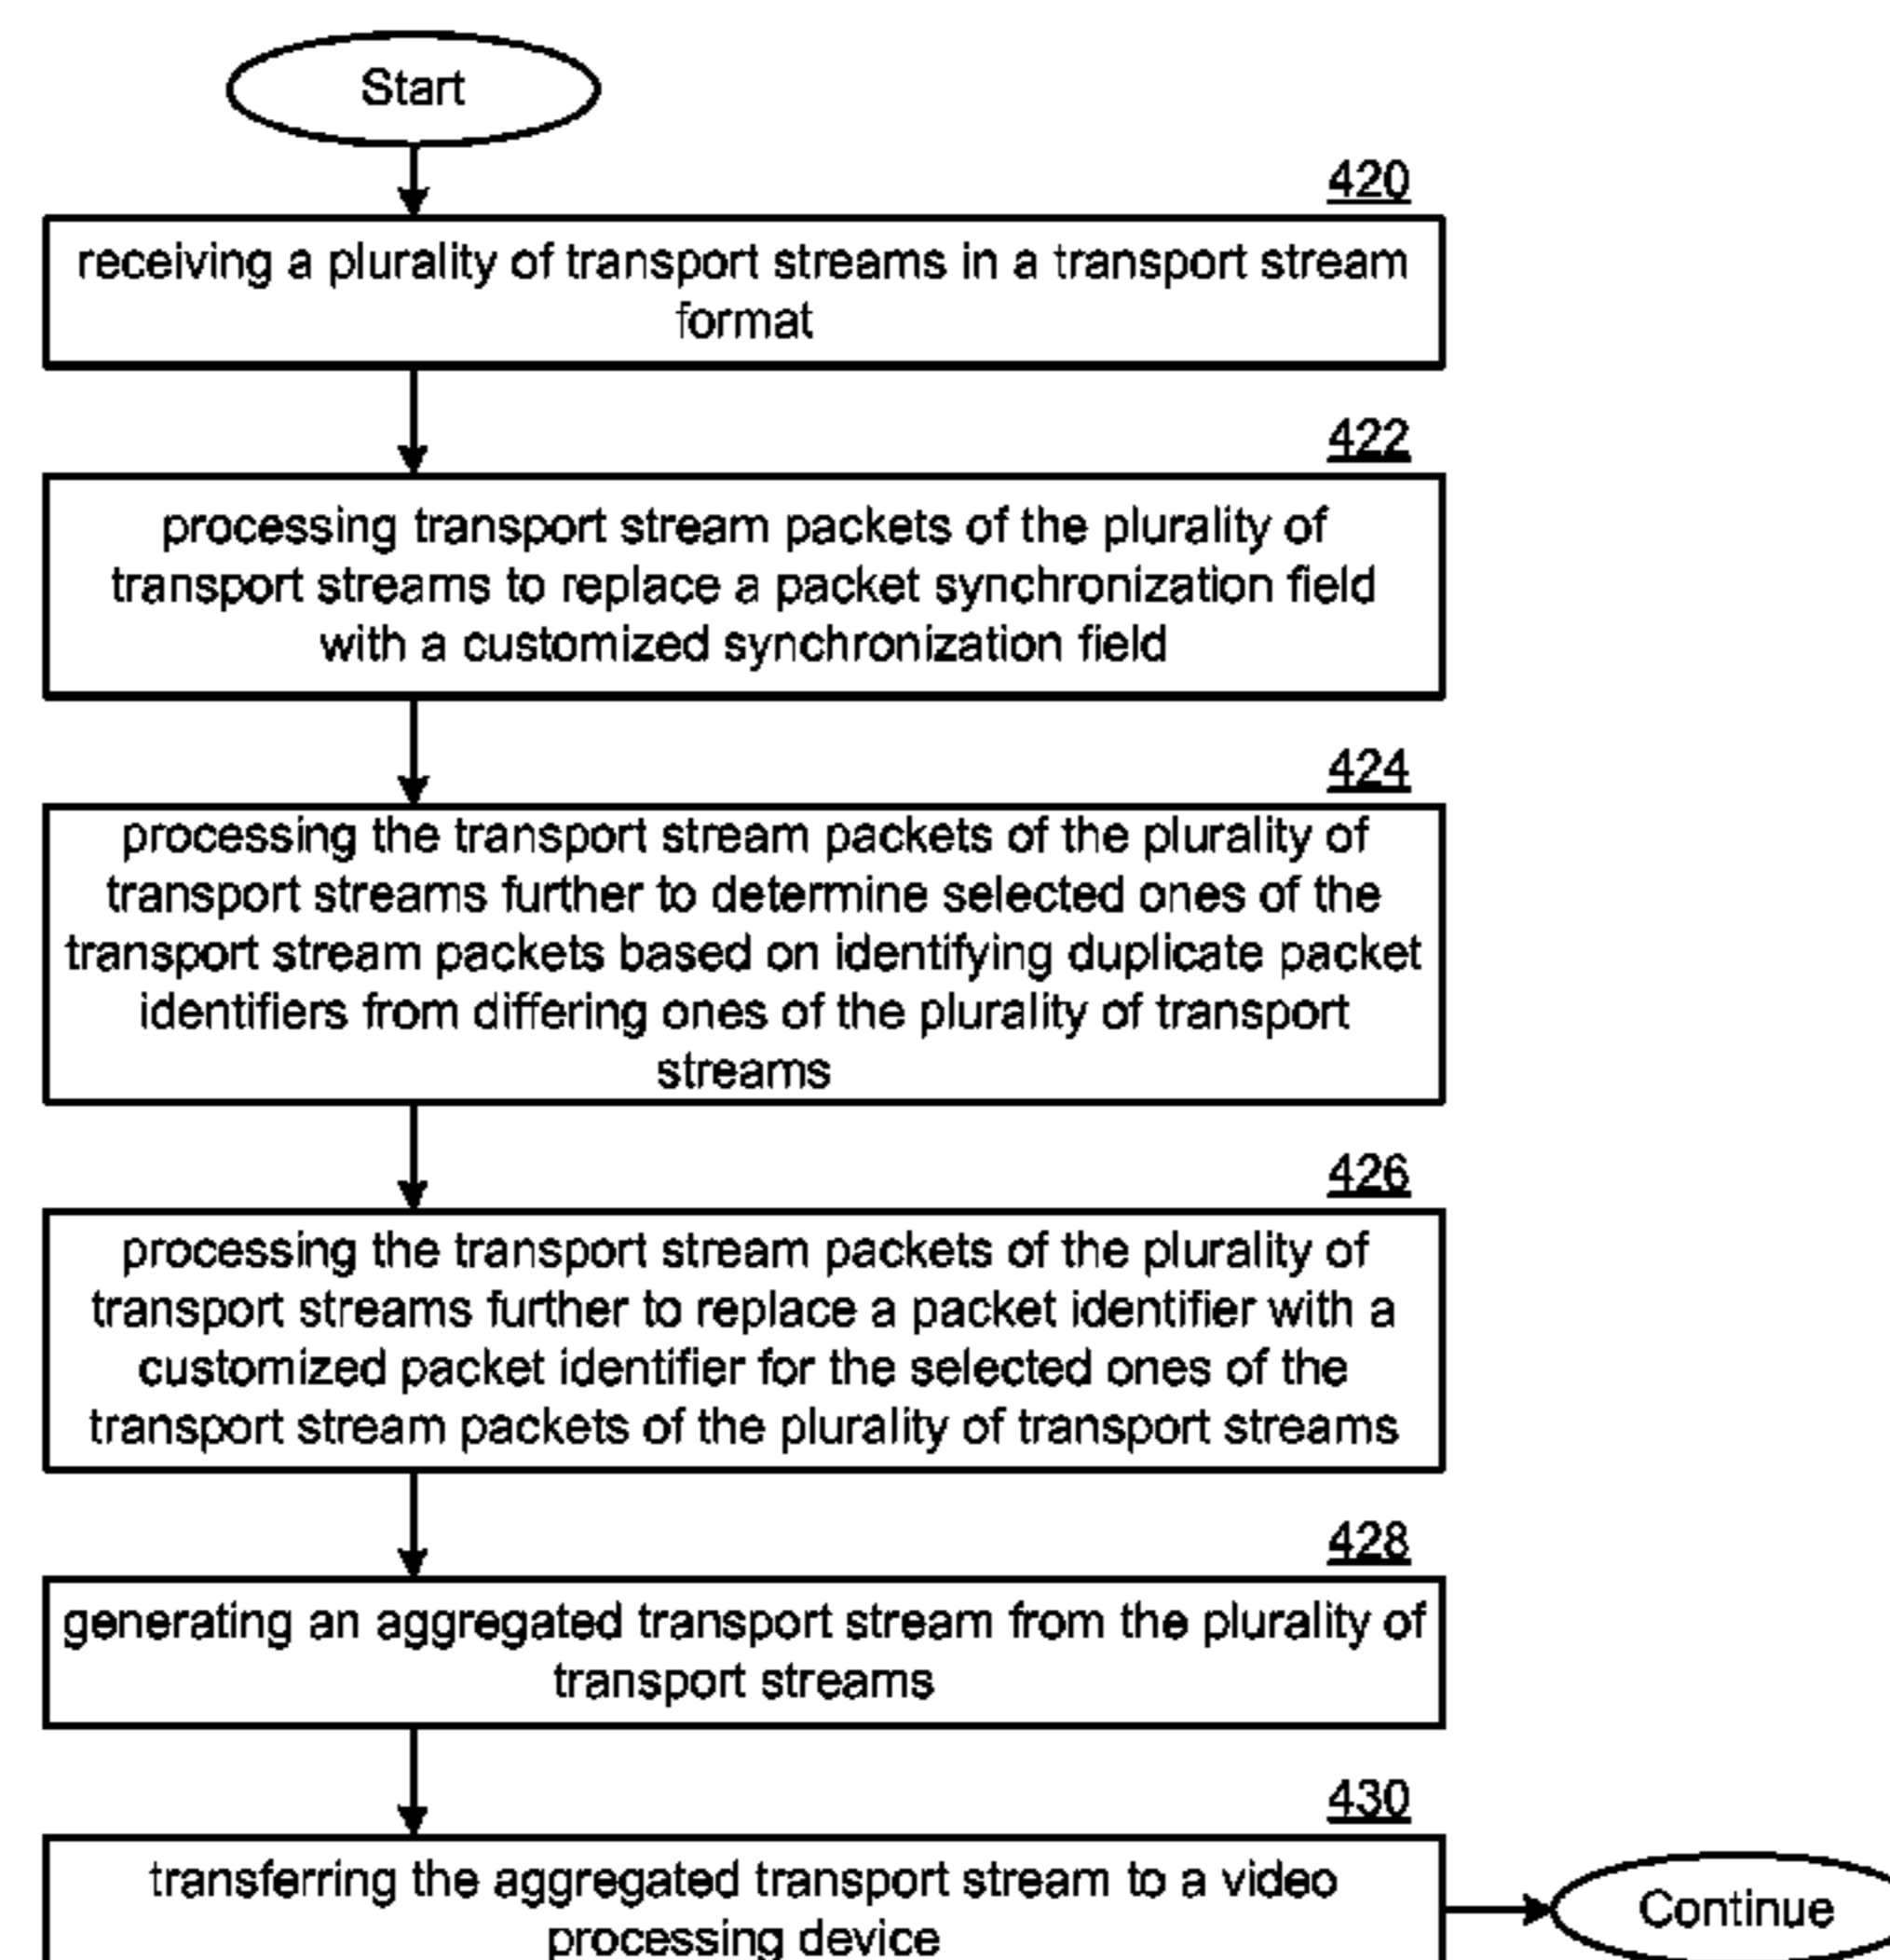 Start
420
receiving a plurality of transport streams in a transport stream
format
422
processing transport stream packets of the plurality of
transport streams to replace a packet synchronization field
with a customized synchronization field
424
processing the transport stream packets of the plurality of
transport streams further to determine selected ones of the
transport stream packets based on identifying duplicate packet
identifiers from differing ones of the plurality of transport
streams
426
processing the transport stream packets of the plurality of
transport streams further to replace a packet identifier with a
customized packet identifier for the selected ones of the
transport stream packets of the plurality of transport streams
428
generating an aggregated transport stream from the plurality of
transport streams
430
transferring the aggregated transport stream to a video
processing device
Continue